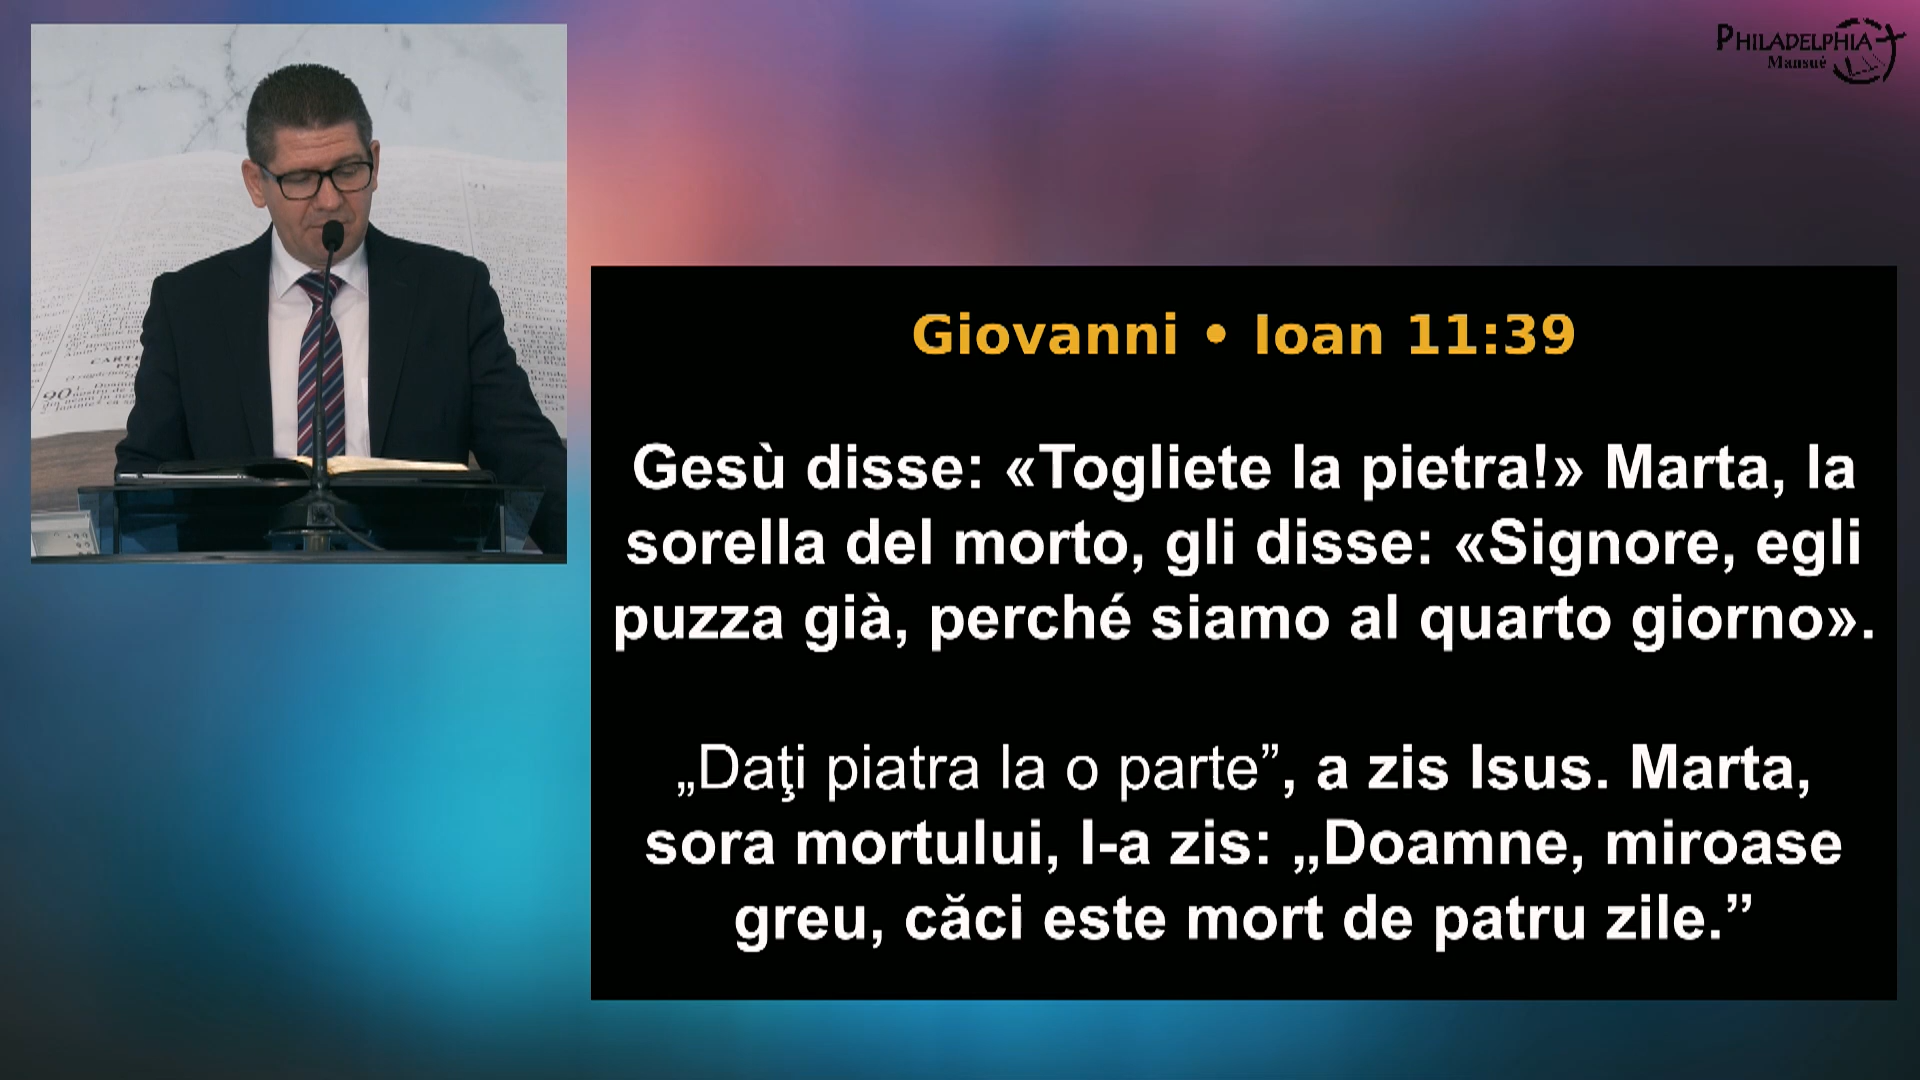 PHILADELPHIA
Mansuè
Giovanni • Ioan 11:39
Gesù disse: «Togliete la pietra!» Marta, la
sorella del morto, gli disse: «Signore, egli
puzza già, perché siamo al quarto giorno».
„Daţi piatra la o parte”, a zis Isus. Marta,
sora mortului, I-a zis: „Doamne, miroase
greu, căci este mort de patru zile.”
CARTE
90